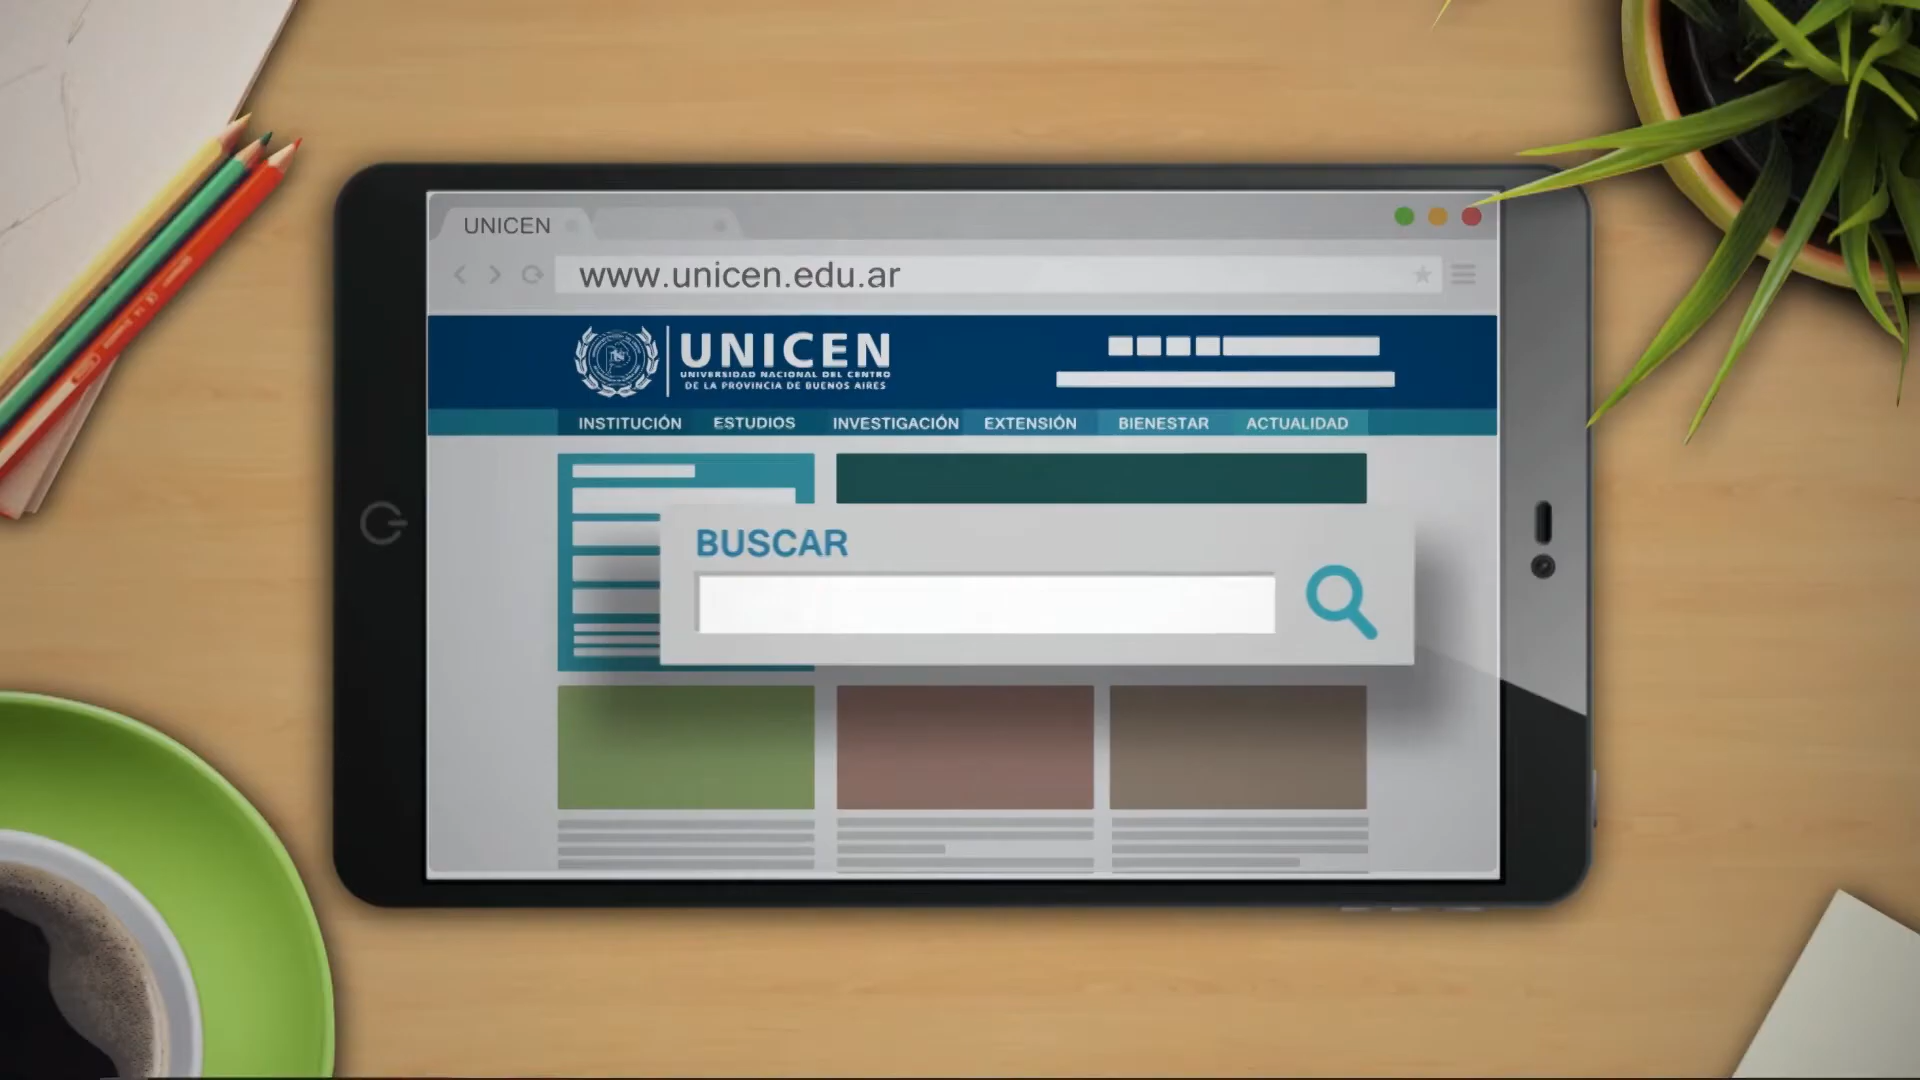 UNICEN
www.unicen.edu.ar
UNICEN
UNIVERSIDAD NACIONAL DEL CENTRO
DE LA PROVINCIA DE BUENOS AIRES
INSTITUCIÓN ESTUDIOS INVESTIGACIÓN EXTENSIÓN BIENESTAR ACTUALIDAD
BUSCAR